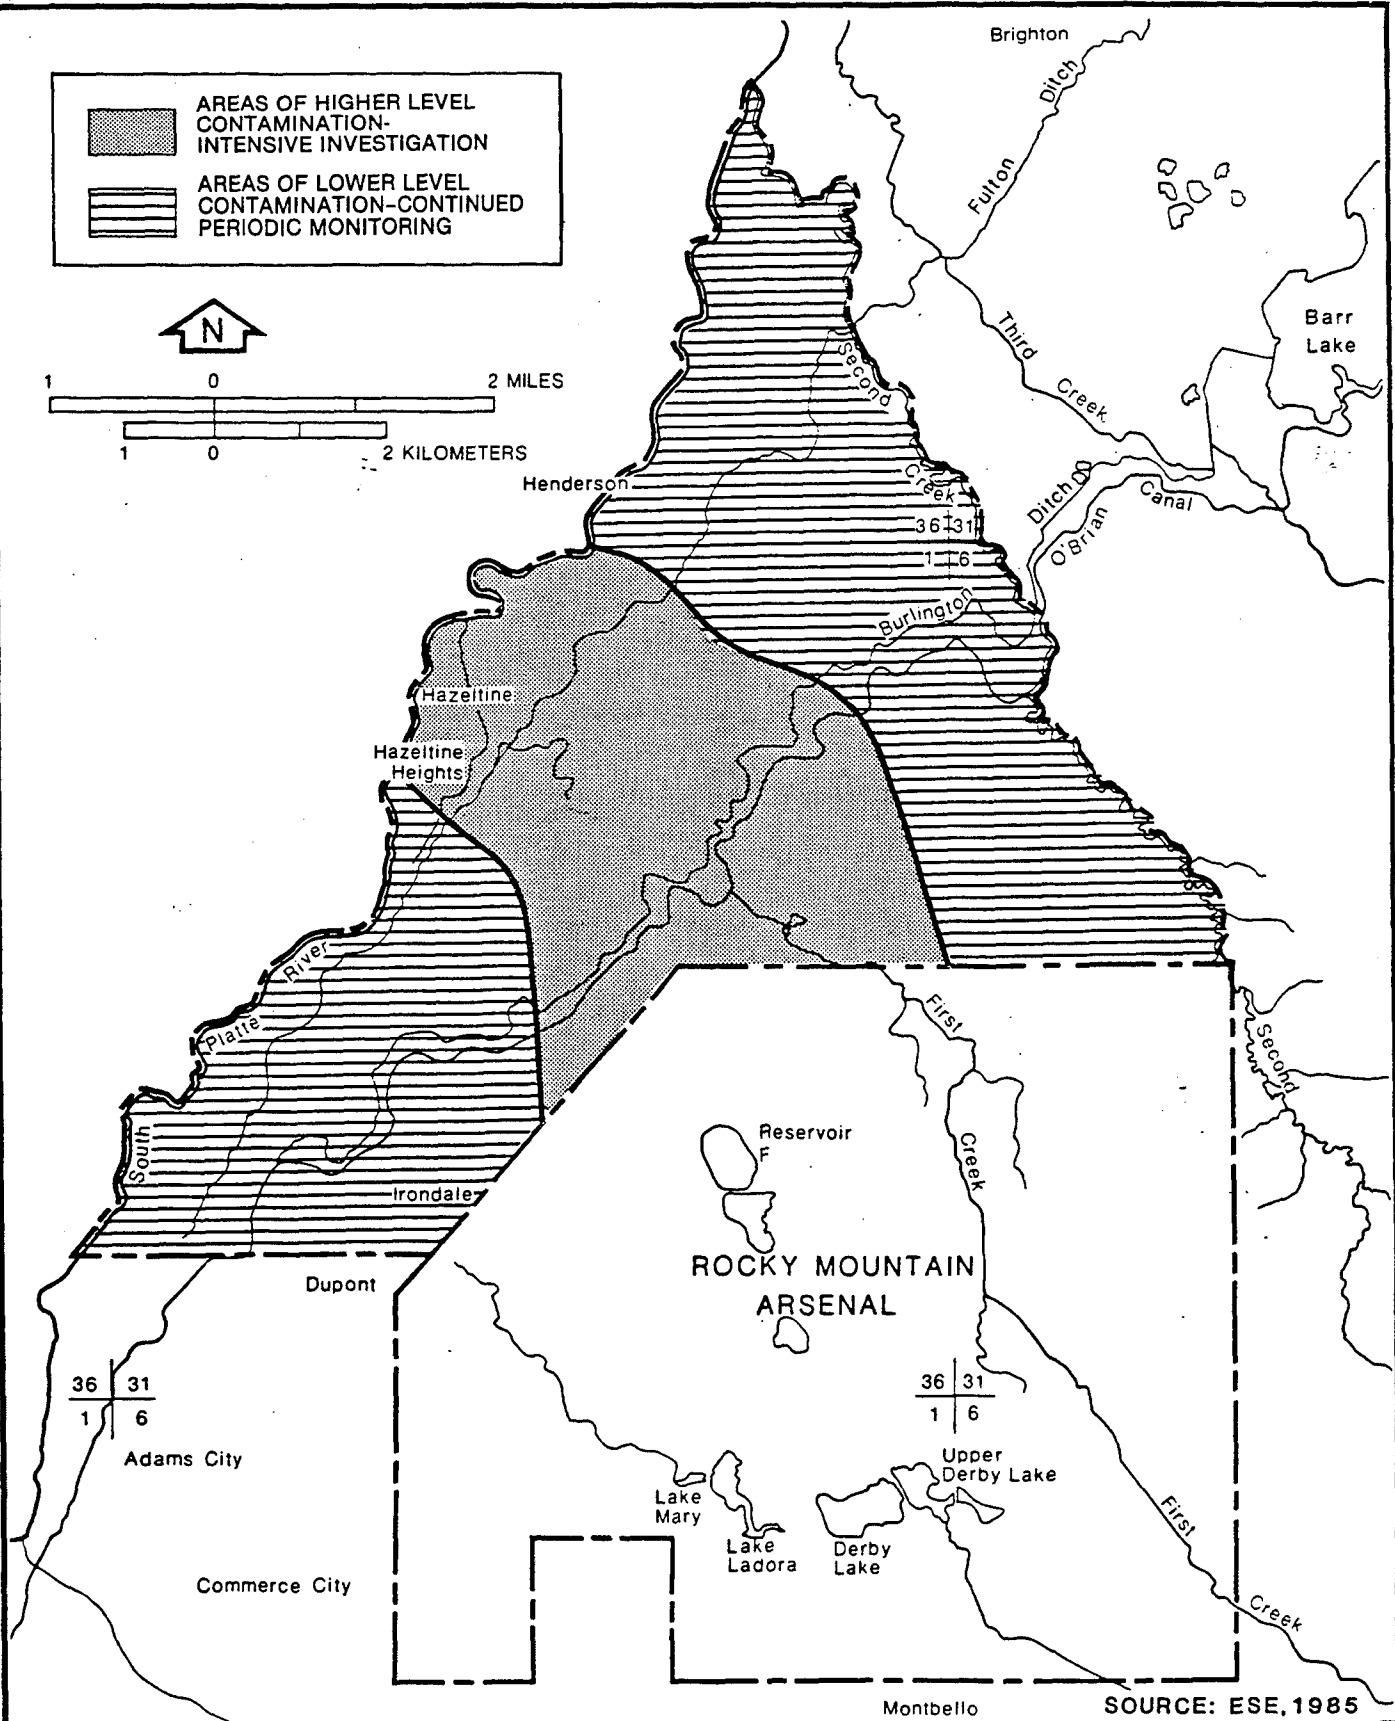 Brighton
AREAS OF HIGHER LEVEL
CONTAMINATION-
INTENSIVE INVESTIGATION
AREAS OF LOWER LEVEL
CONTAMINATION-CONTINUED
PERIODIC MONITORING
Fulton Ditch
N
1 0 2 MILES
1 0 2 KILOMETERS
Barr
Lake
Third Creek
Second Creek
Henderson
Ditch
O'Brian Canal
36 31
1 6
Burlington
Hazeltine
Hazeltine
Heights
South Platte River
First Creek
Second
Reservoir
F
Irondale
ROCKY MOUNTAIN
ARSENAL
Dupont
36 31
1 6
36 31
1 6
Adams City
Upper
Derby Lake
Lake
Mary
Lake
Ladora
Derby
Lake
First Creek
Commerce City
Montbello
SOURCE: ESE, 1985